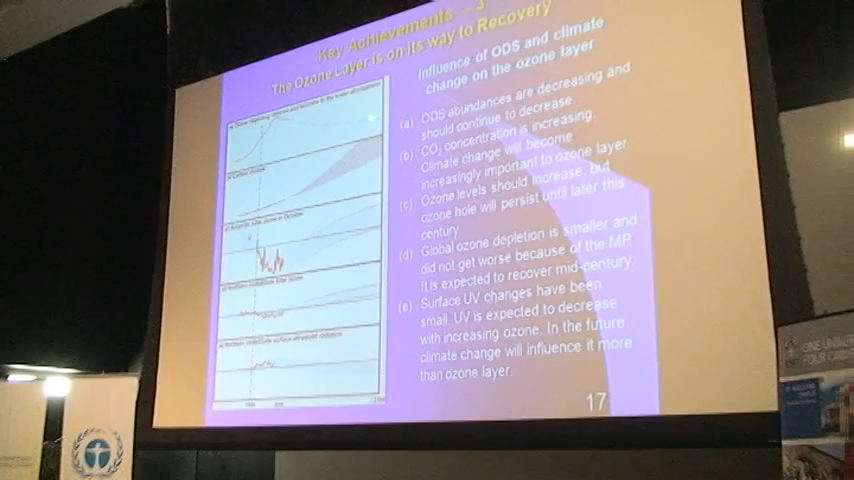 Key Achievements - 3
The Ozone Layer is on its way to Recovery
Influence of ODS and climate
change on the ozone layer
(a) ODS abundances are decreasing and
should continue to decrease.
(b) CO2 concentration is increasing.
Climate change will become
increasingly important to ozone layer.
(c) Ozone levels should increase, but
ozone hole will persist until later this
century.
(d) Global ozone depletion is smaller and
did not get worse because of the MP.
It is expected to recover mid-century.
(e) Surface UV changes have been
small. UV is expected to decrease
with increasing ozone. In the future
climate change will influence it more
than ozone layer.
17